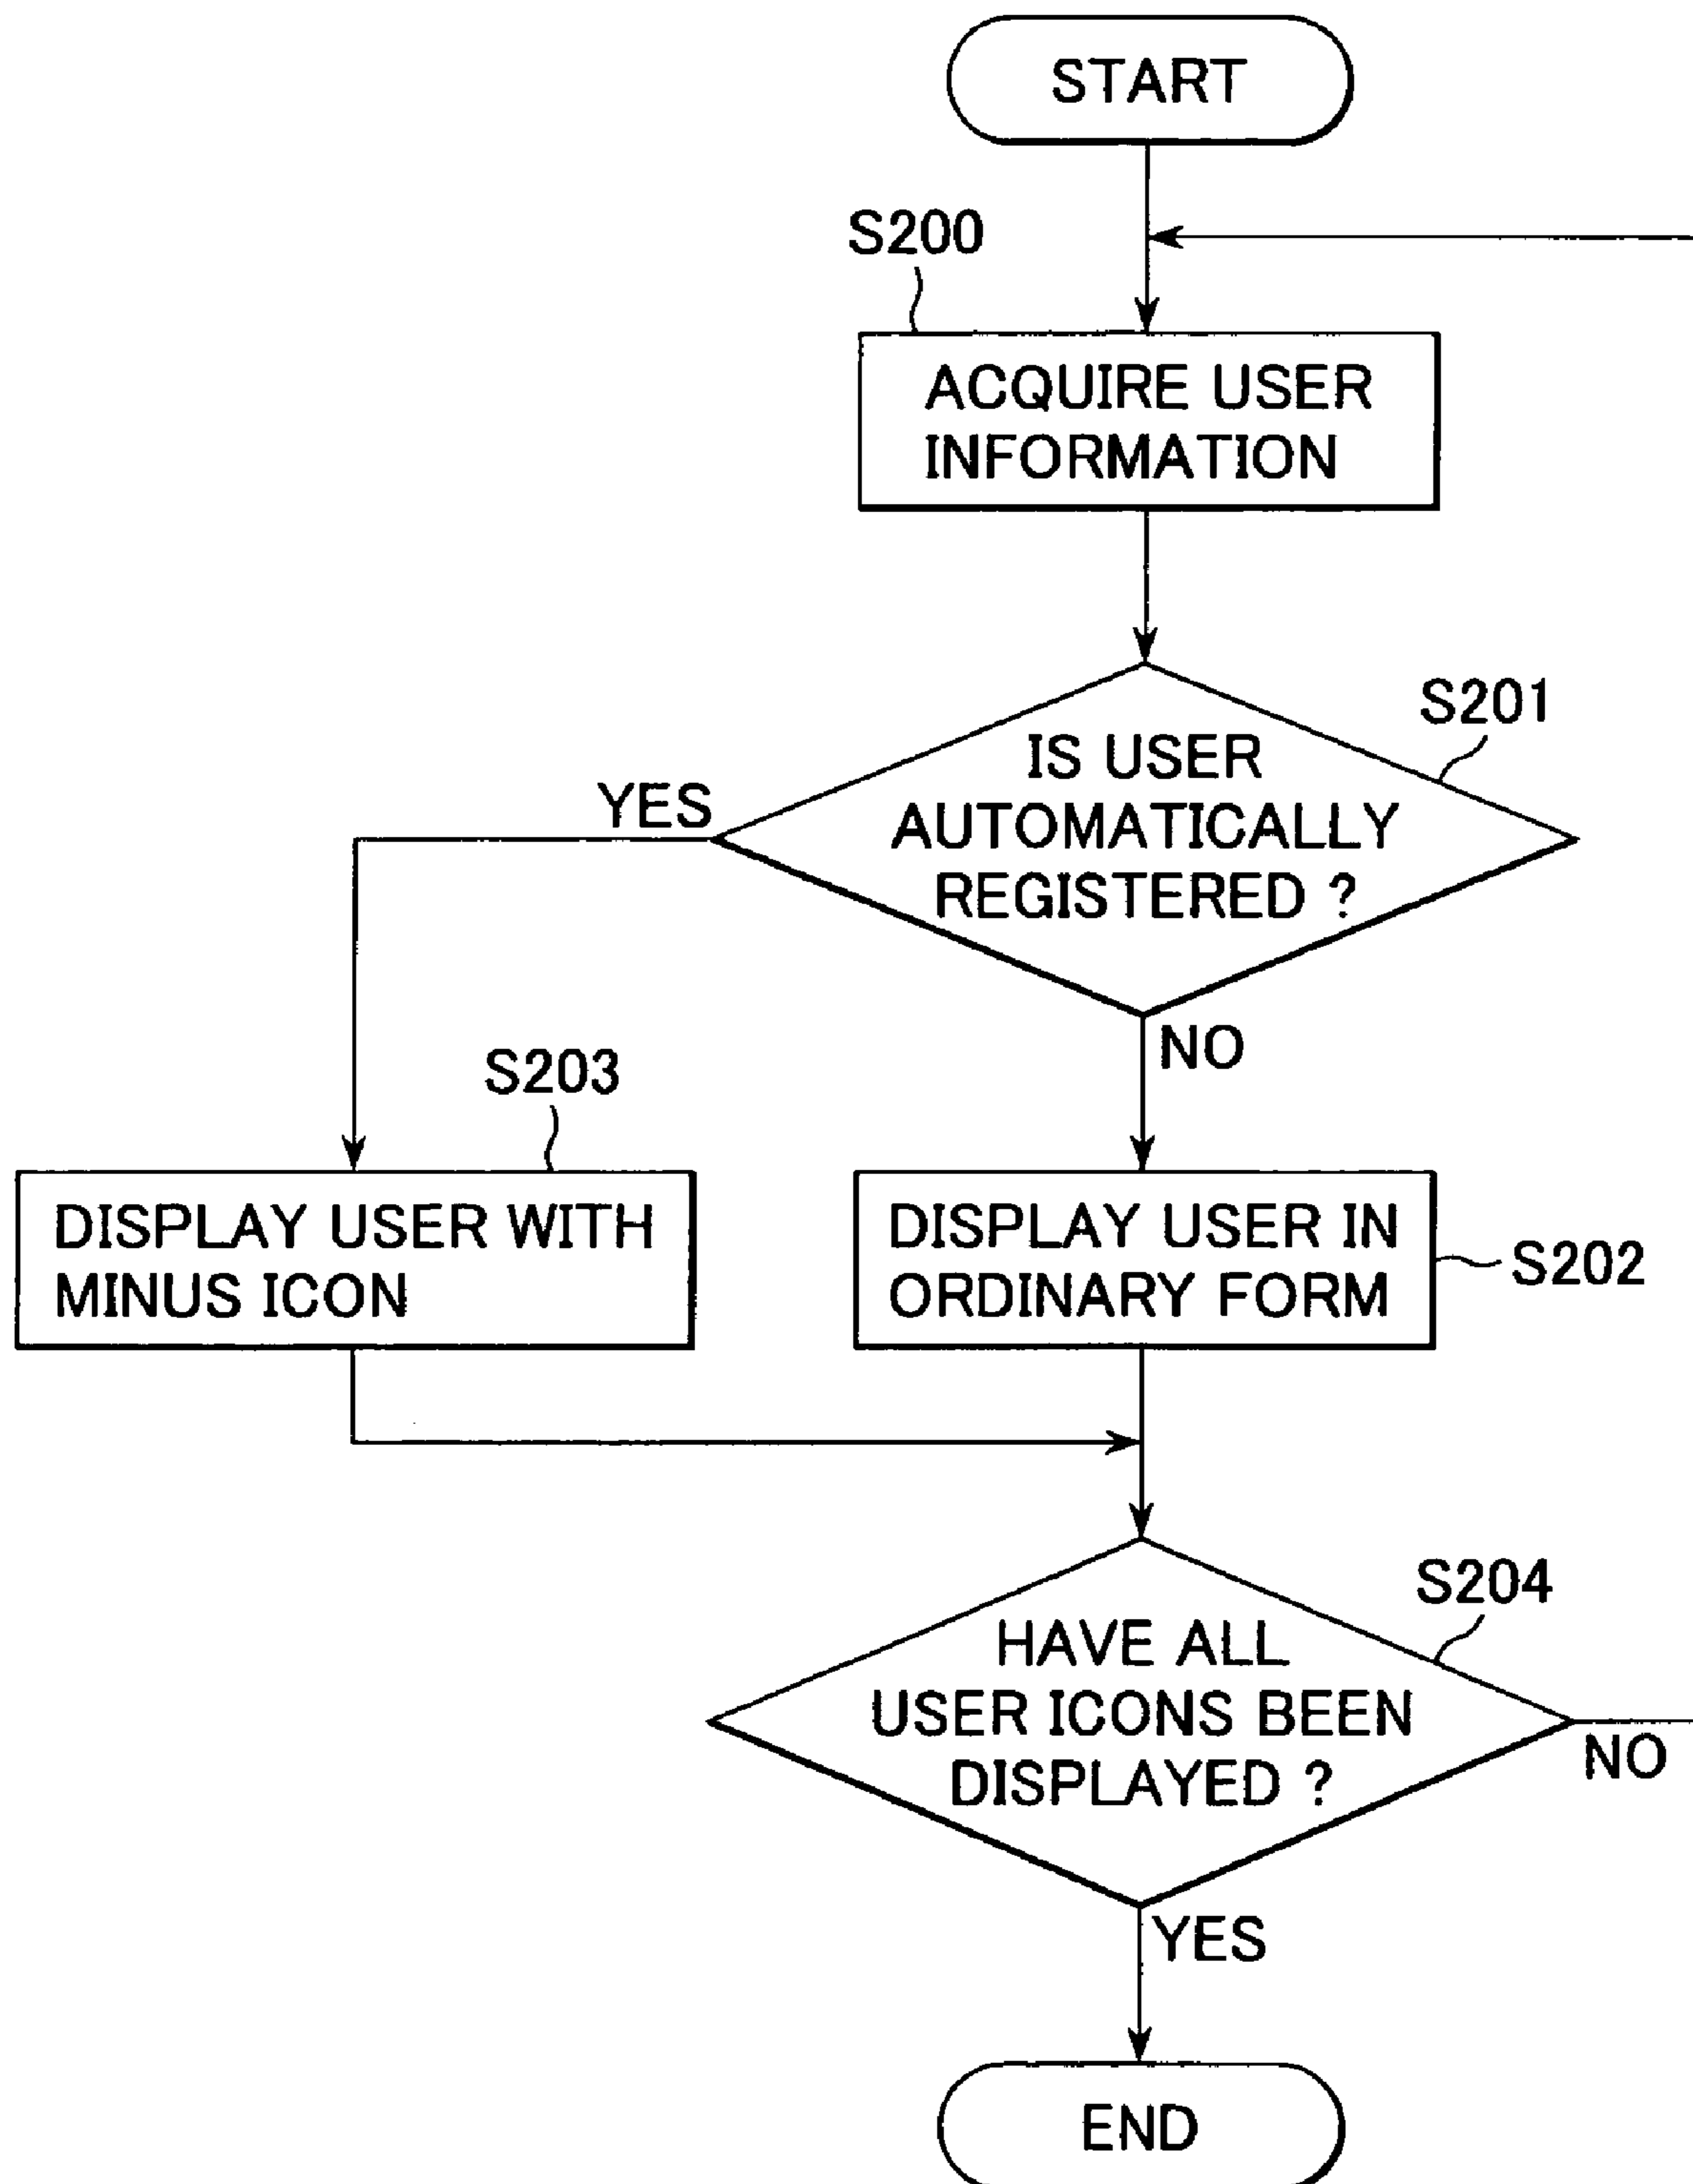 START
S200
ACQUIRE USER
INFORMATION
S201
IS USER
AUTOMATICALLY
REGISTERED ?
YES
NO
S203
DISPLAY USER WITH
MINUS ICON
DISPLAY USER IN
ORDINARY FORM
S202
S204
HAVE ALL
USER ICONS BEEN
DISPLAYED ?
NO
YES
END